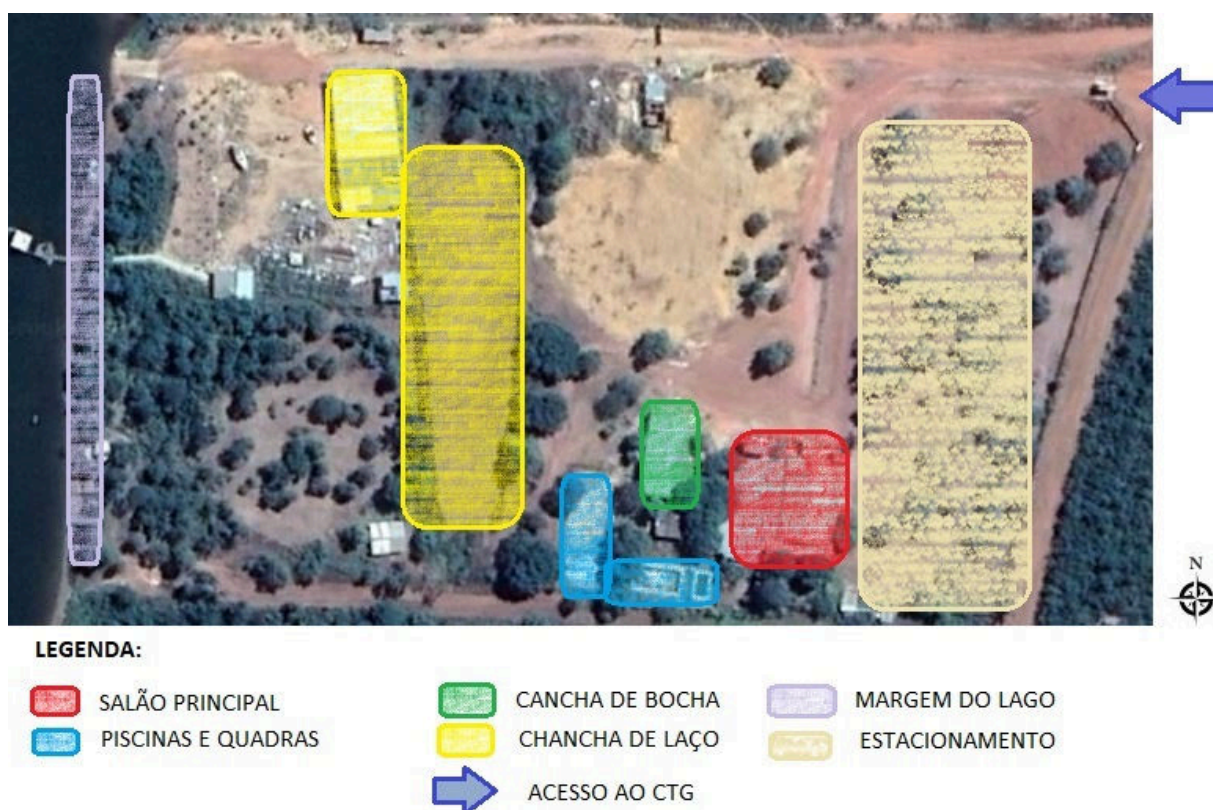 N
LEGENDA:
SALÃO PRINCIPAL
CANCHA DE BOCHA
MARGEM DO LAGO
PISCINAS E QUADRAS
CHANCHA DE LAÇO
ESTACIONAMENTO
ACESSO AO CTG